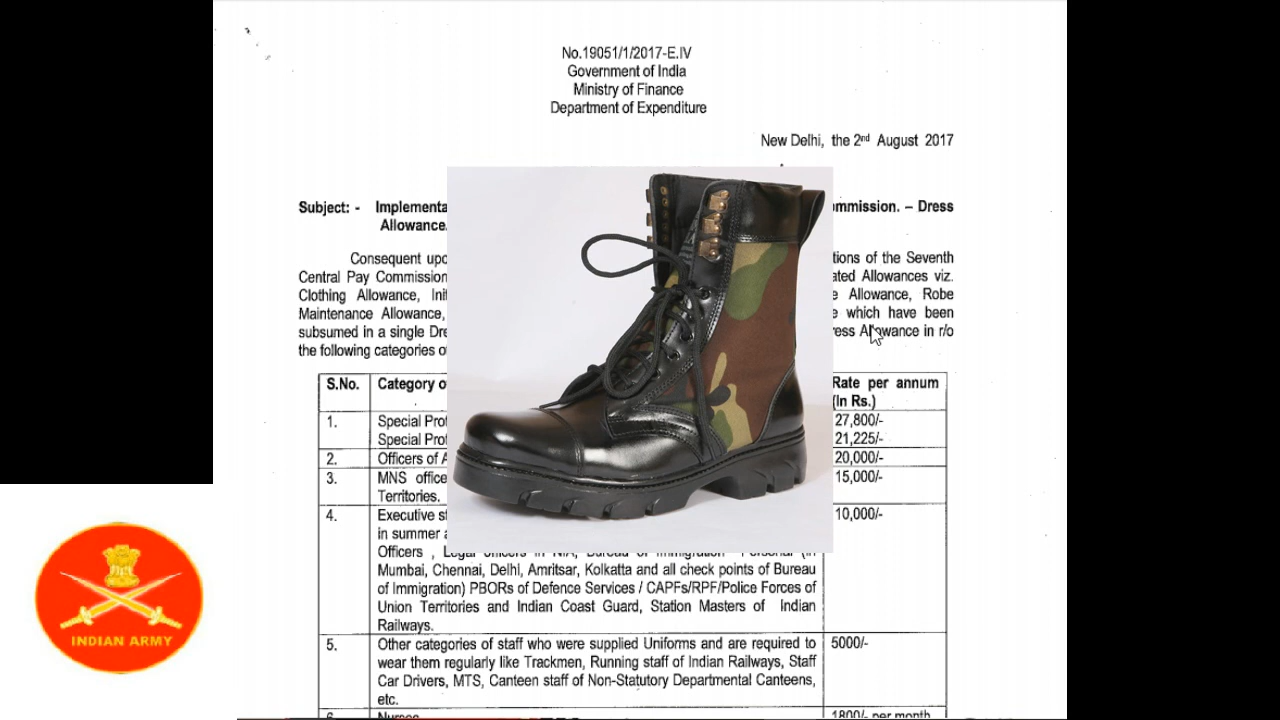 No.19051/1/2017-E.IV
Government of India
Ministry of Finance
Department of Expenditure
New Delhi, the 2nd August 2017
Subject: - Implementa mmission. – Dress
Allowance.
Consequent upo tions of the Seventh
Central Pay Commission ated Allowances viz.
Clothing Allowance, Init e Allowance, Robe
Maintenance Allowance, e which have been
subsumed in a single Dre ress Allowance in r/o
the following categories o
S.No. Category o Rate per annum
(In Rs.)
1. Special Prot 27,800/-
Special Prot 21,225/-
2. Officers of A 20,000/-
3. MNS office 15,000/-
Territories.
4. Executive st 10,000/-
in summer a
Officers , Legal Officers in NIA, Bureau of Immigration Personal (in
Mumbai, Chennai, Delhi, Amritsar, Kolkatta and all check points of Bureau
of Immigration) PBORs of Defence Services / CAPFs/RPF/Police Forces of
Union Territories and Indian Coast Guard, Station Masters of Indian
Railways.
5. Other categories of staff who were supplied Uniforms and are required to 5000/-
wear them regularly like Trackmen, Running staff of Indian Railways, Staff
Car Drivers, MTS, Canteen staff of Non-Statutory Departmental Canteens,
etc.
6. Nurses 1800/- per month
INDIAN ARMY